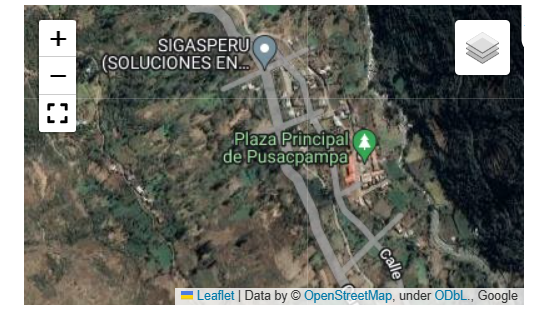 +
−
SIGASPERU
(SOLUCIONES EN...
Plaza Principal
de Pusacpampa
Calle
Leaflet | Data by © OpenStreetMap, under ODbL., Google